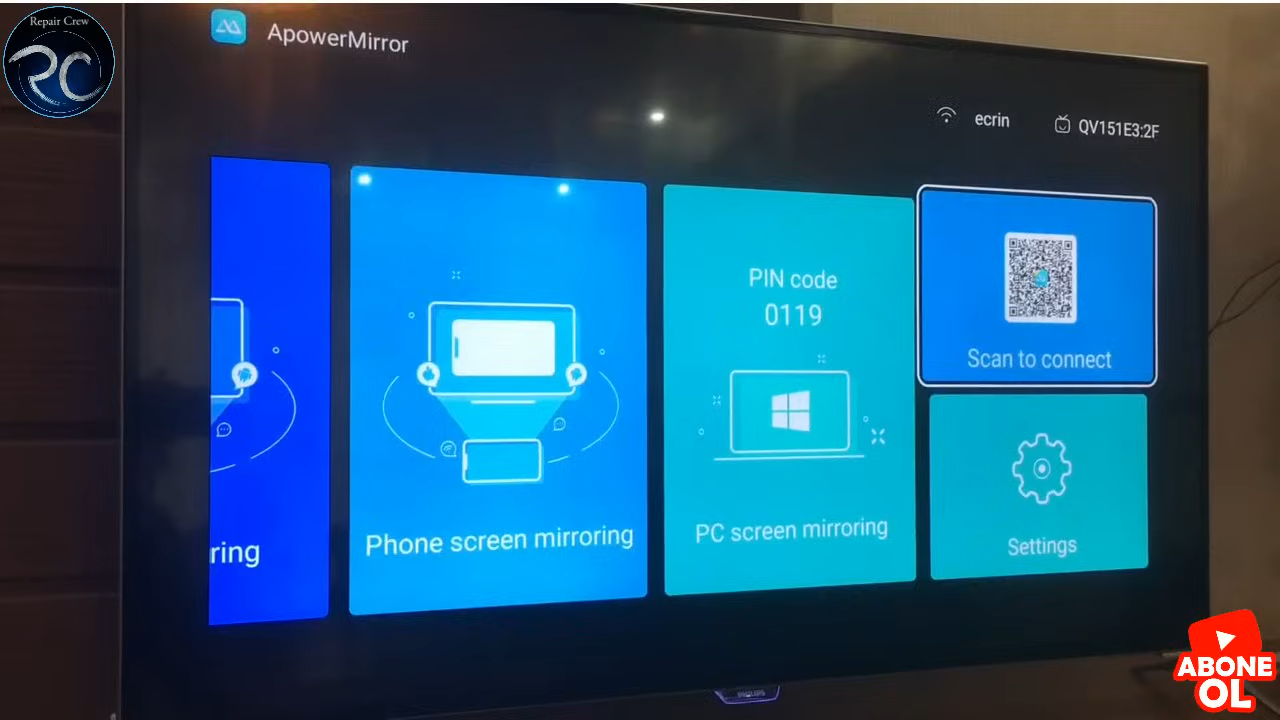 Repair Crew
RC
ApowerMirror
ecrin
QV151E3:2F
ring
Phone screen mirroring
PIN code
0119
PC screen mirroring
Scan to connect
Settings
PHILIPS
ABONE
OL